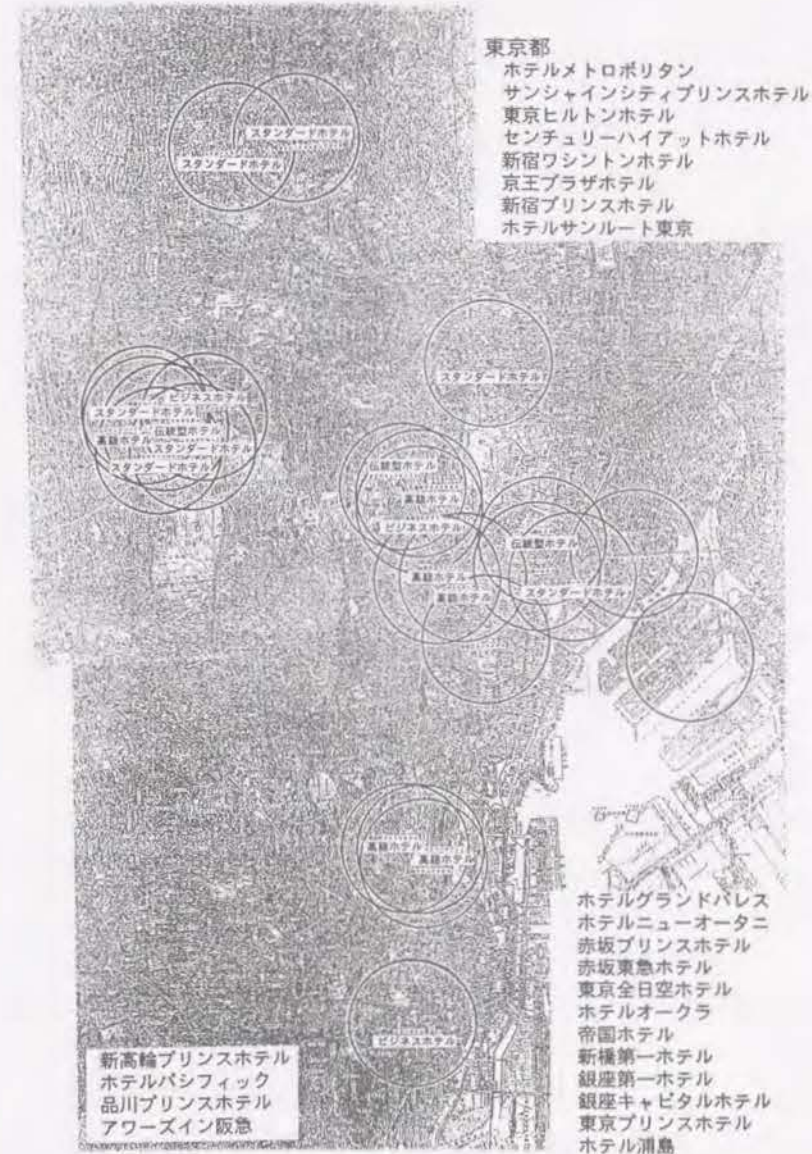 東京都
ホテルメトロポリタン
サンシャインシティプリンスホテル
東京ヒルトンホテル
センチュリーハイアットホテル
新宿ワシントンホテル
京王プラザホテル
新宿プリンスホテル
ホテルサンルート東京
スタンダードホテル
スタンダードホテル
スタンダードホテル
ビジネスホテル
スタンダードホテル
伝統型ホテル
高級ホテル
スタンダードホテル
スタンダードホテル
伝統型ホテル
高級ホテル
ビジネスホテル
伝統型ホテル
高級ホテル
スタンダードホテル
高級ホテル
高級ホテル
高級ホテル
ビジネスホテル
ホテルグランドパレス
ホテルニューオータニ
赤坂プリンスホテル
赤坂東急ホテル
東京全日空ホテル
ホテルオークラ
帝国ホテル
新橋第一ホテル
銀座第一ホテル
銀座キャピタルホテル
東京プリンスホテル
ホテル浦島
新高輪プリンスホテル
ホテルパシフィック
品川プリンスホテル
アワーズイン阪急